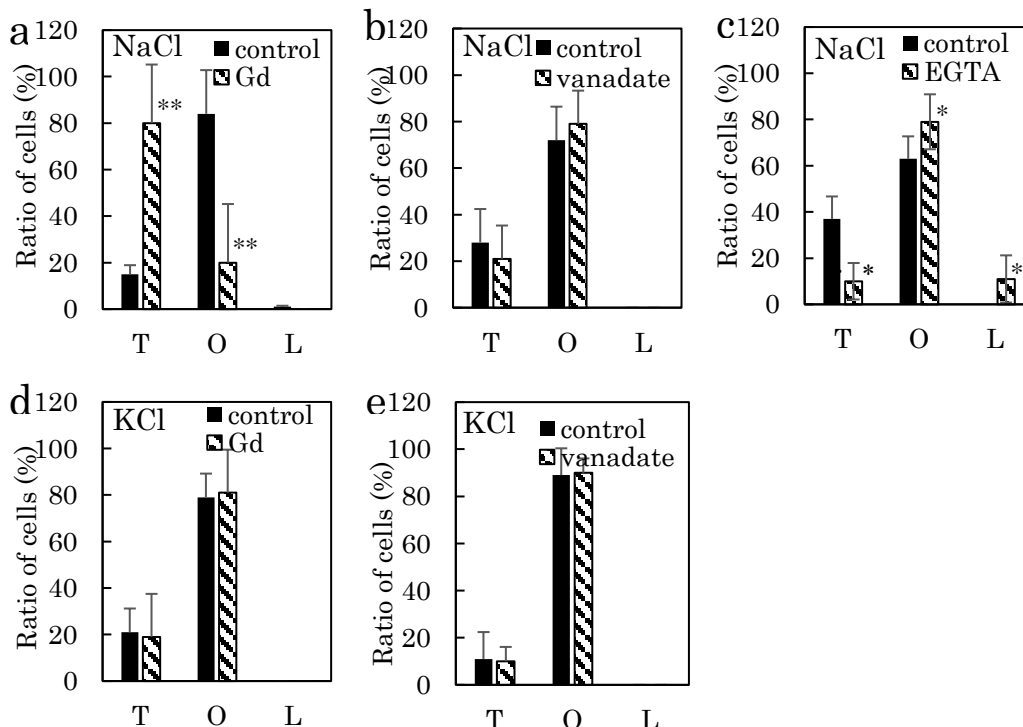 a
NaCl
control
Gd
Ratio of cells (%)
120
100
80
60
40
20
0
**
**
T O L
b
NaCl
control
vanadate
Ratio of cells (%)
120
100
80
60
40
20
0
T O L
c
NaCl
control
EGTA
Ratio of cells (%)
120
100
80
60
40
20
0
*
*
*
T O L
d
KCl
control
Gd
Ratio of cells (%)
120
100
80
60
40
20
0
T O L
e
KCl
control
vanadate
Ratio of cells (%)
120
100
80
60
40
20
0
T O L